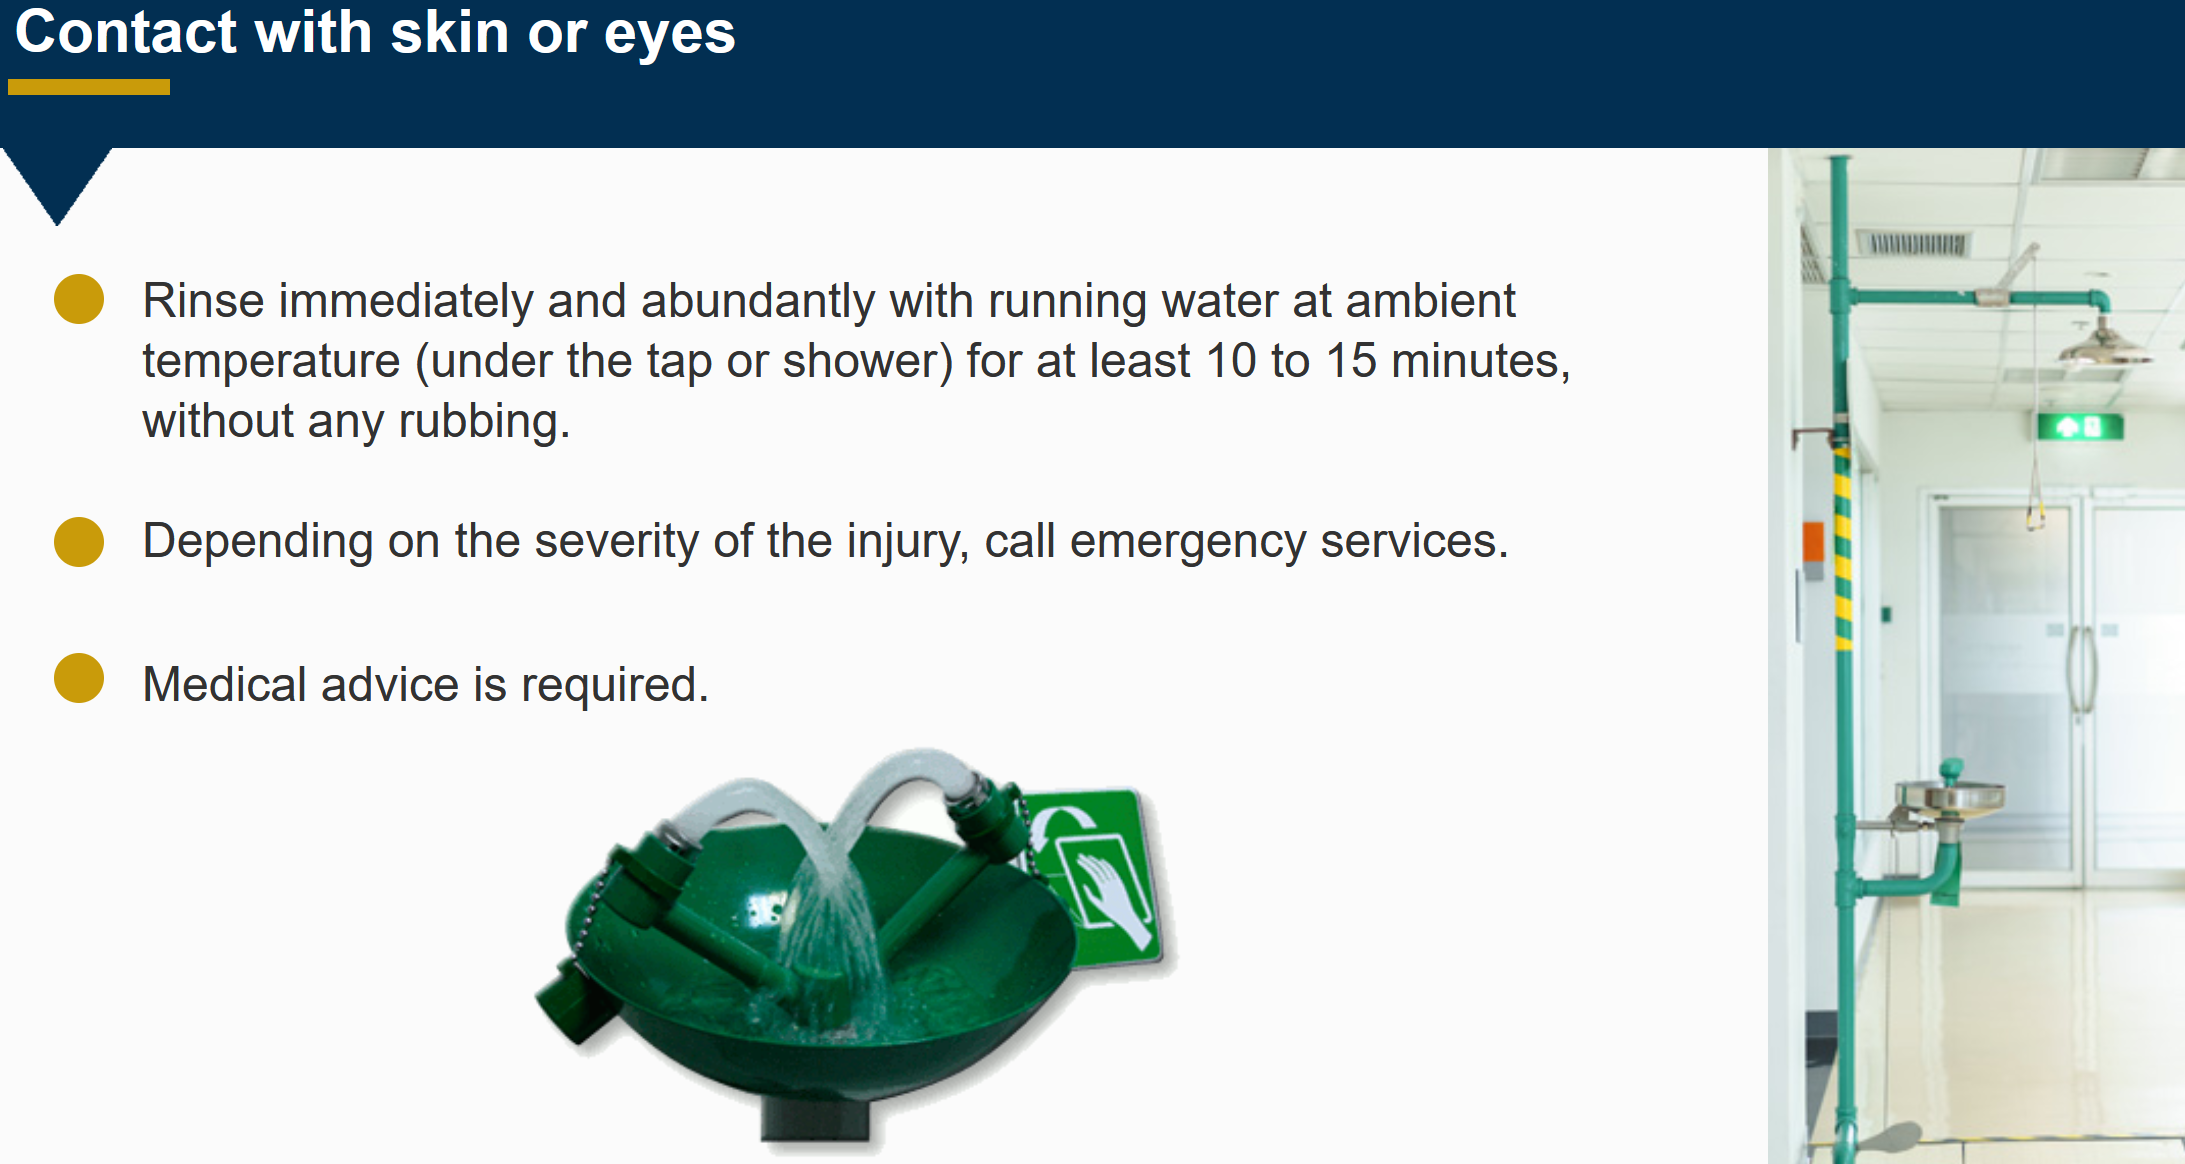 Contact with skin or eyes
Rinse immediately and abundantly with running water at ambient
temperature (under the tap or shower) for at least 10 to 15 minutes,
without any rubbing.
Depending on the severity of the injury, call emergency services.
Medical advice is required.